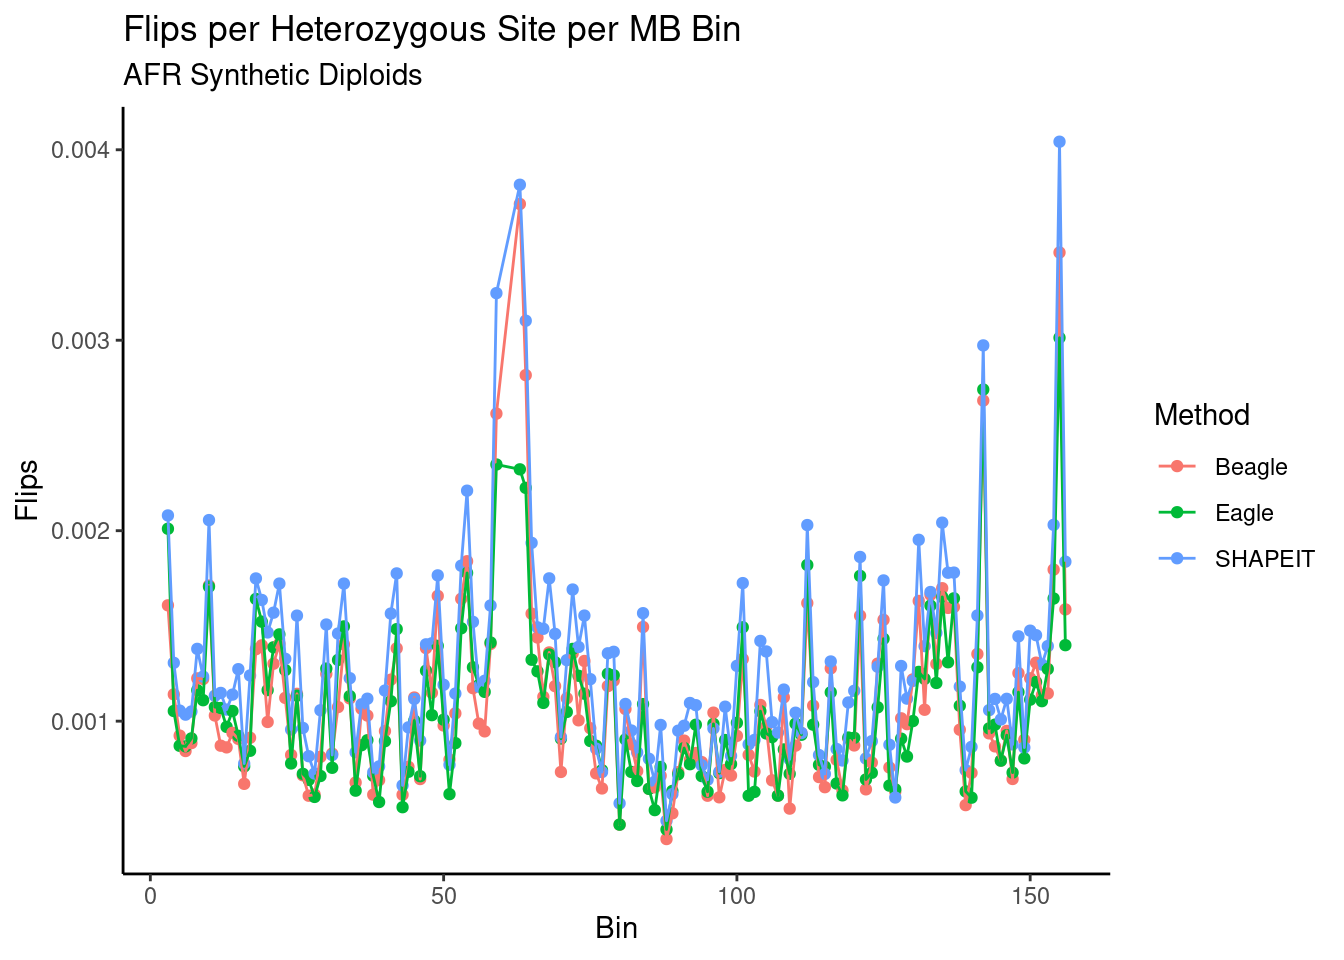 Flips per Heterozygous Site per MB Bin
AFR Synthetic Diploids
0.004
0.003
0.002
0.001
Flips
0
50
100
150
Bin
Method
Beagle
Eagle
SHAPEIT